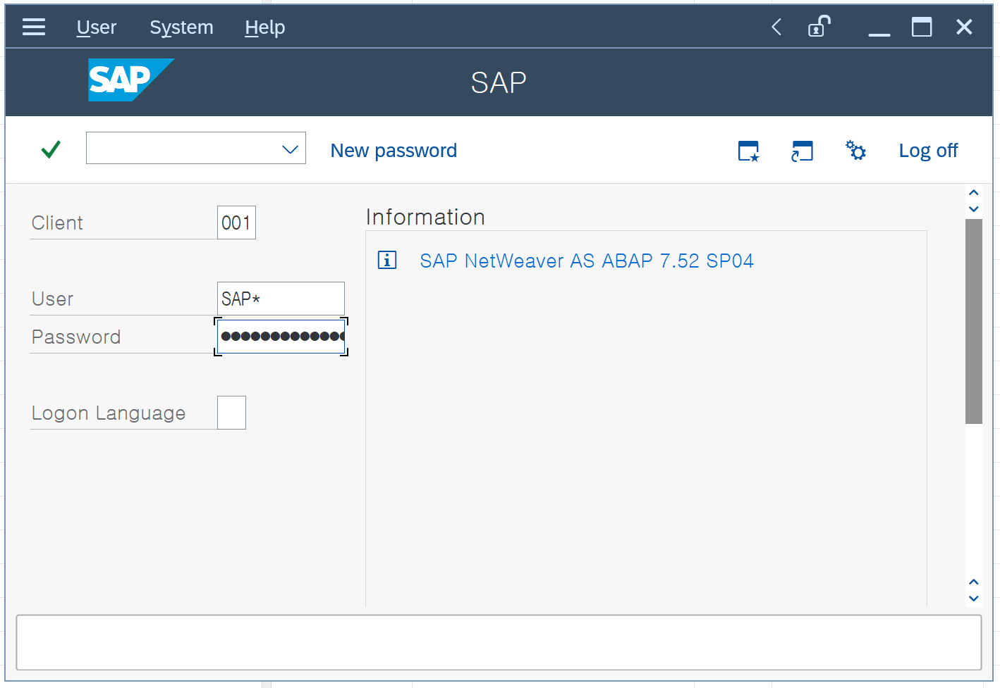 User System Help
SAP
SAP
New password
Log off
Client 001
User SAP*
Password
Logon Language
Information
SAP NetWeaver AS ABAP 7.52 SP04